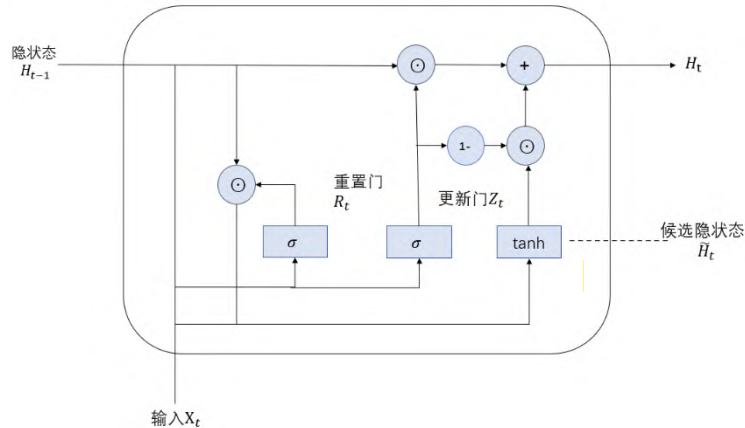 隐状态
H_{t-1}
⊙
+
H_t
1-
⊙
⊙
重置门
R_t
更新门Z_t
σ
σ
tanh
候选隐状态
H̃_t
输入X_t